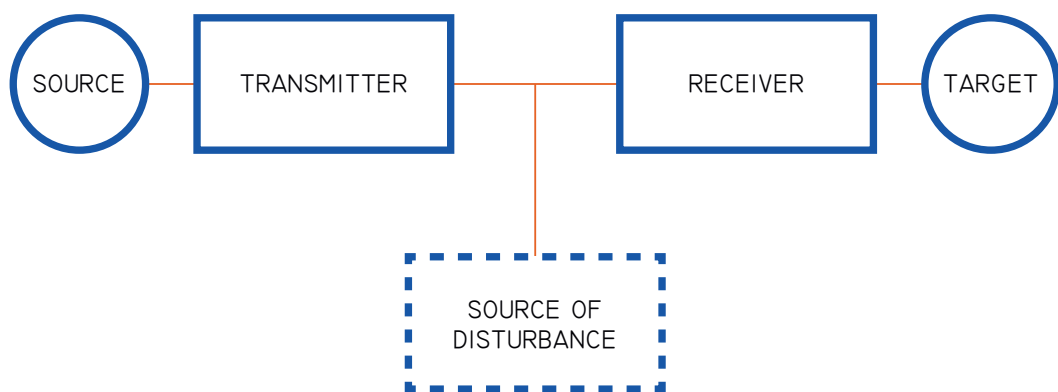 SOURCE
TRANSMITTER
RECEIVER
TARGET
SOURCE OF
DISTURBANCE